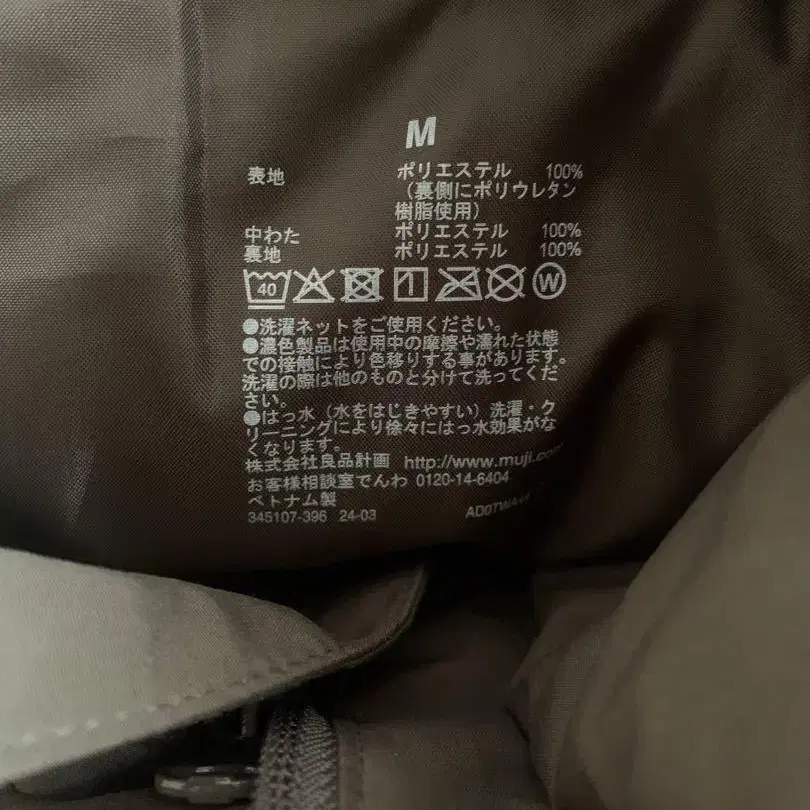 M
表地 ポリエステル 100%
（裏側にポリウレタン
樹脂使用）
中わた ポリエステル 100%
裏地 ポリエステル 100%
40 W
●洗濯ネットをご使用ください。
●濃色製品は使用中の摩擦や濡れた状態
での接触により色移りする事があります。
洗濯の際は他のものと分けて洗ってくだ
さい。
●はっ水（水をはじきやすい）洗濯・ク
リーニングにより徐々にはっ水効果がな
くなります。
株式会社良品計画 http://www.muji.com
お客様相談室でんわ 0120-14-6404
ベトナム製
345107-396 24-03